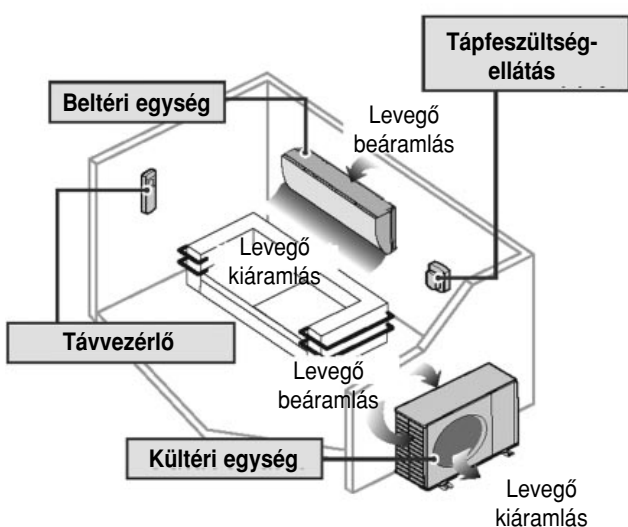 Tápfeszültség-
ellátás
Beltéri egység
Levegő
beáramlás
Levegő
kiáramlás
Távvezérlő
Levegő
beáramlás
Kültéri egység
Levegő
kiáramlás